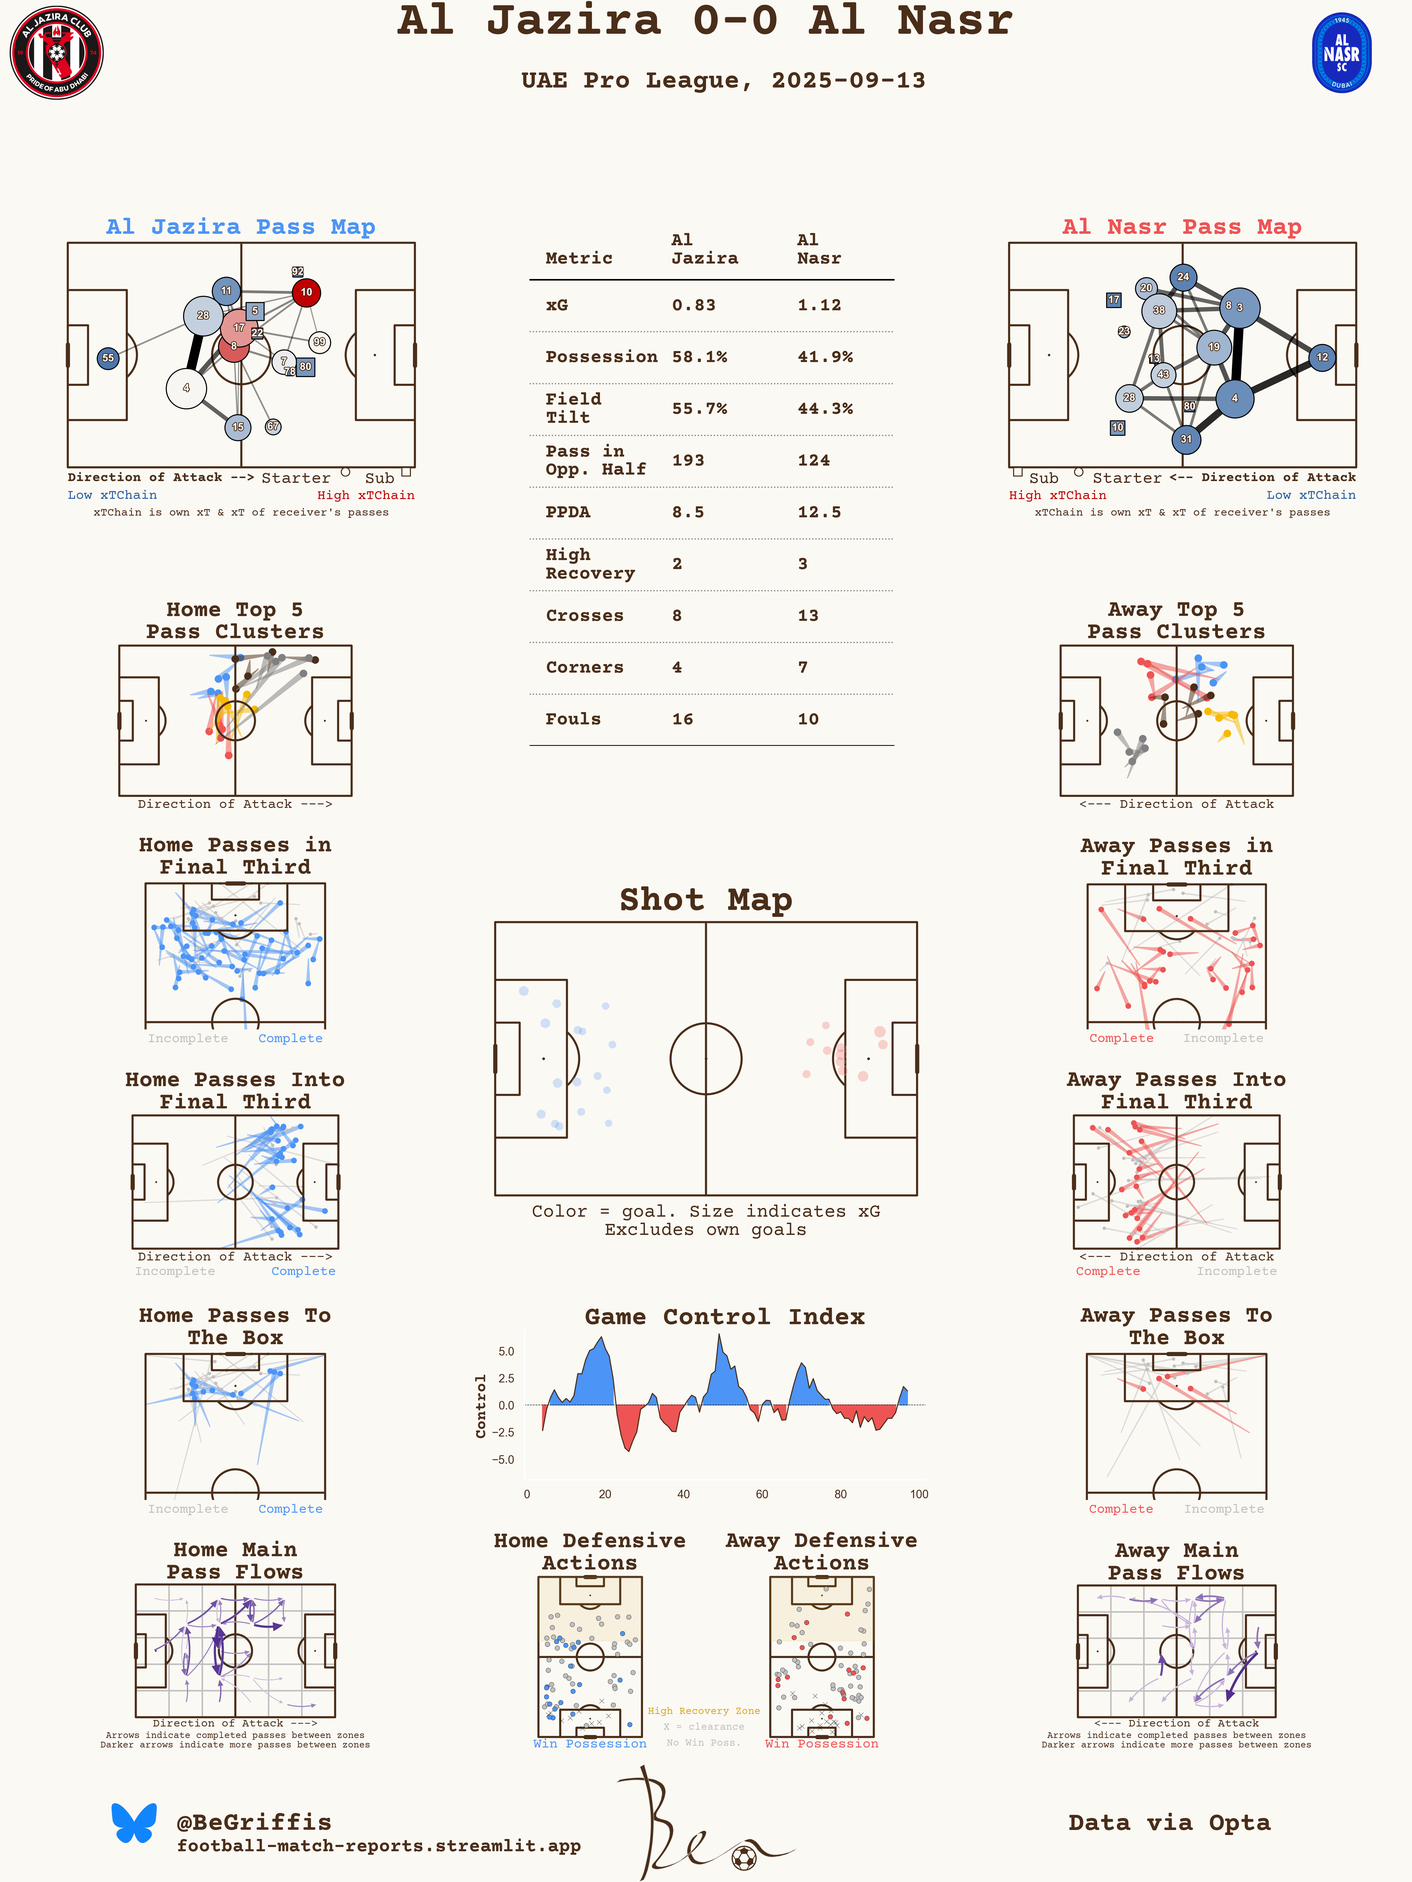 Al Jazira 0-0 Al Nasr
UAE Pro League, 2025-09-13
AL JAZIRA CLUB
PRIDE OF ABU DHABI
1945
AL
NASR
SC
DUBAI
Al Jazira Pass Map
92
11
10
5
28
17
22
99
8
55
7
78
80
4
15
67
Direction of Attack --> Starter Sub
Low xTChain High xTChain
xTChain is own xT & xT of receiver's passes
Metric Al Jazira Al Nasr
xG 0.83 1.12
Possession 58.1% 41.9%
Field Tilt 55.7% 44.3%
Pass in Opp. Half 193 124
PPDA 8.5 12.5
High Recovery 2 3
Crosses 8 13
Corners 4 7
Fouls 16 10
Al Nasr Pass Map
24
20
17
38
8
3
23
19
13
12
43
28
80
4
10
31
Sub Starter <-- Direction of Attack
High xTChain Low xTChain
xTChain is own xT & xT of receiver's passes
Home Top 5
Pass Clusters
Direction of Attack --->
Away Top 5
Pass Clusters
<--- Direction of Attack
Home Passes in
Final Third
Incomplete Complete
Away Passes in
Final Third
Complete Incomplete
Shot Map
Color = goal. Size indicates xG
Excludes own goals
Home Passes Into
Final Third
Direction of Attack --->
Incomplete Complete
Away Passes Into
Final Third
<--- Direction of Attack
Complete Incomplete
Home Passes To
The Box
Incomplete Complete
Game Control Index
Control
5.0
2.5
0.0
−2.5
−5.0
0 20 40 60 80 100
Away Passes To
The Box
Complete Incomplete
Home Main
Pass Flows
Direction of Attack --->
Arrows indicate completed passes between zones
Darker arrows indicate more passes between zones
Home Defensive
Actions
Win Possession
High Recovery Zone
X = clearance
No Win Poss.
Away Defensive
Actions
Win Possession
Away Main
Pass Flows
<--- Direction of Attack
Arrows indicate completed passes between zones
Darker arrows indicate more passes between zones
@BeGriffis
football-match-reports.streamlit.app
Ben
Data via Opta